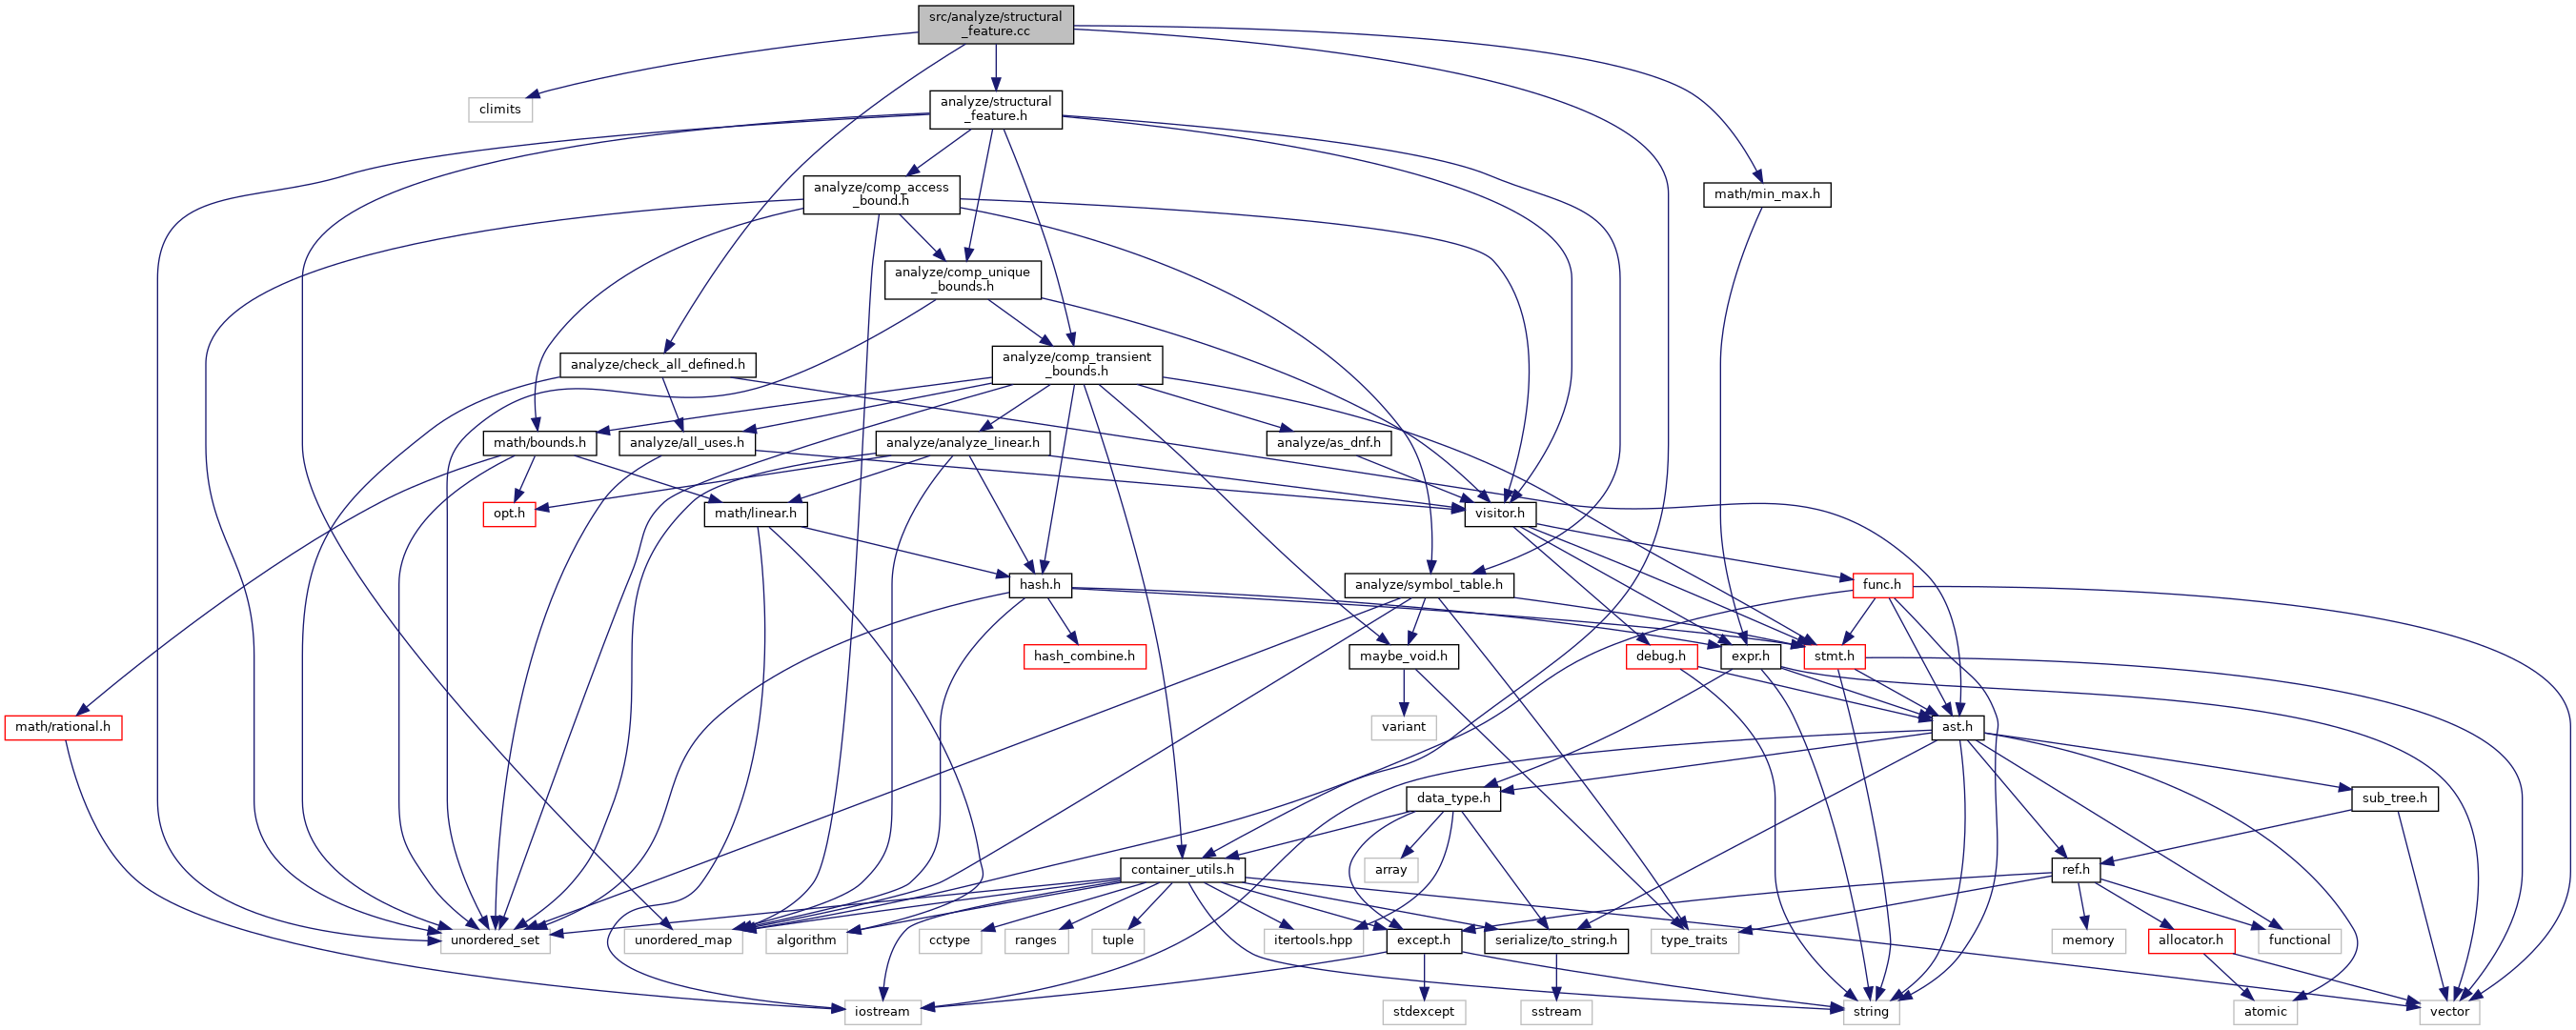 src/analyze/structural
_feature.cc
climits
analyze/structural
_feature.h
analyze/comp_access
_bound.h
math/min_max.h
analyze/comp_unique
_bounds.h
analyze/check_all_defined.h
analyze/comp_transient
_bounds.h
math/bounds.h
analyze/all_uses.h
analyze/analyze_linear.h
analyze/as_dnf.h
opt.h
math/linear.h
visitor.h
hash.h
analyze/symbol_table.h
func.h
hash_combine.h
maybe_void.h
debug.h
expr.h
stmt.h
math/rational.h
variant
ast.h
data_type.h
sub_tree.h
container_utils.h
array
ref.h
unordered_set
unordered_map
algorithm
cctype
ranges
tuple
itertools.hpp
except.h
serialize/to_string.h
type_traits
memory
allocator.h
functional
iostream
stdexcept
sstream
string
atomic
vector